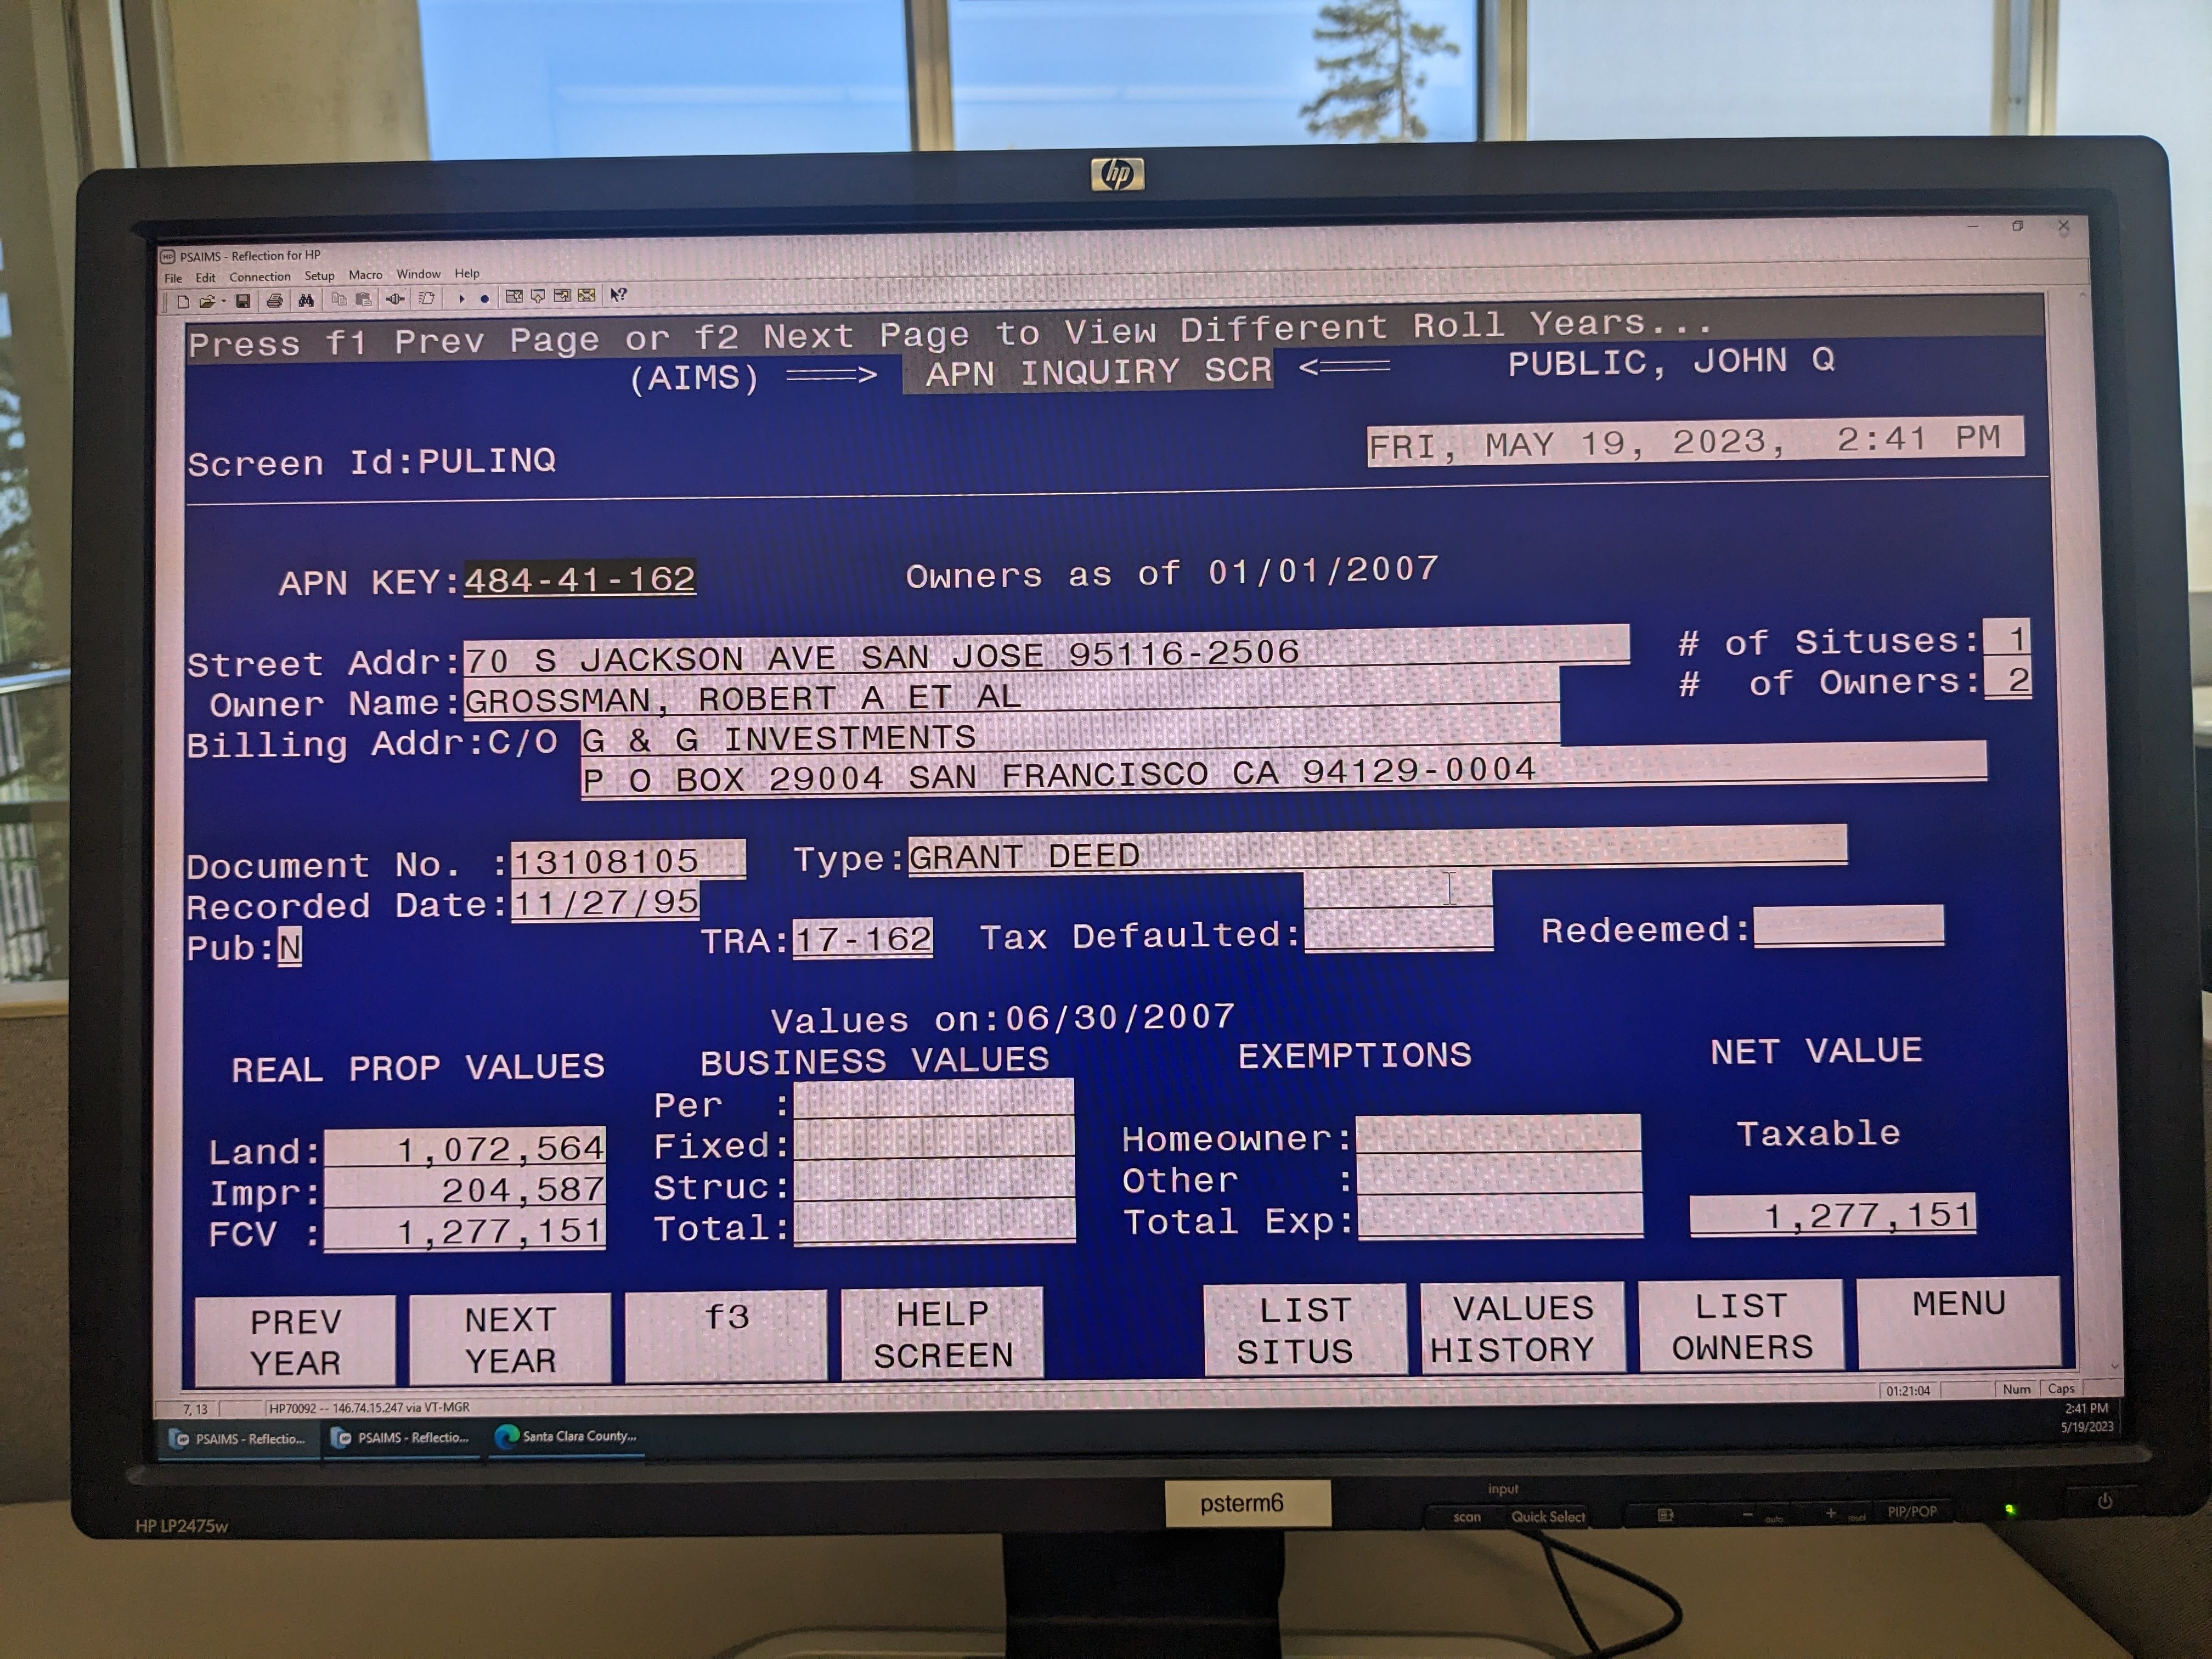 hp
PSAIMS - Reflection for HP
File Edit Connection Setup Macro Window Help
Press f1 Prev Page or f2 Next Page to View Different Roll Years...
(AIMS) ===> APN INQUIRY SCR <=== PUBLIC, JOHN Q
Screen Id:PULINQ FRI, MAY 19, 2023, 2:41 PM
APN KEY:484-41-162 Owners as of 01/01/2007
Street Addr:70 S JACKSON AVE SAN JOSE 95116-2506 # of Situses: 1
Owner Name:GROSSMAN, ROBERT A ET AL # of Owners: 2
Billing Addr:C/O G & G INVESTMENTS
P O BOX 29004 SAN FRANCISCO CA 94129-0004
Document No. :13108105 Type:GRANT DEED
Recorded Date:11/27/95
Pub:N TRA:17-162 Tax Defaulted: Redeemed:
Values on:06/30/2007
REAL PROP VALUES BUSINESS VALUES EXEMPTIONS NET VALUE
Per :
Land: 1,072,564 Fixed: Homeowner: Taxable
Impr: 204,587 Struc: Other :
FCV : 1,277,151 Total: Total Exp: 1,277,151
PREV YEAR NEXT YEAR f3 HELP SCREEN LIST SITUS VALUES HISTORY LIST OWNERS MENU
7, 13 HP70092 -- 146.74.15.247 via VT-MGR 01:21:04 Num Caps
PSAIMS - Reflectio... PSAIMS - Reflectio... Santa Clara County... 2:41 PM
5/19/2023
HP LP2475w
psterm6
input
scan Quick Select - auto + PIP/POP